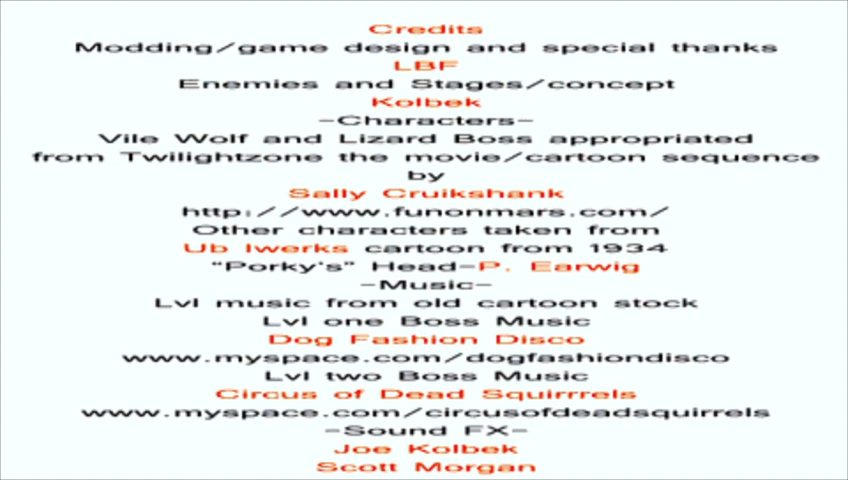 Credits
Modding/game design and special thanks
LBF
Enemies and Stages/concept
Kolbek
-Characters-
Vile Wolf and Lizard Boss appropriated
from Twilightzone the movie/cartoon sequence
by
Sally Cruikshank
http://www.funonmars.com/
Other characters taken from
Ub Iwerks cartoon from 1934
"Porky's" Head-P. Earwig
-Music-
Lvl music from old cartoon stock
Lvl one Boss Music
Dog Fashion Disco
www.myspace.com/dogfashiondisco
Lvl two Boss Music
Circus of Dead Squirrrels
www.myspace.com/circusofdeadsquirrels
-Sound FX-
Joe Kolbek
Scott Morgan